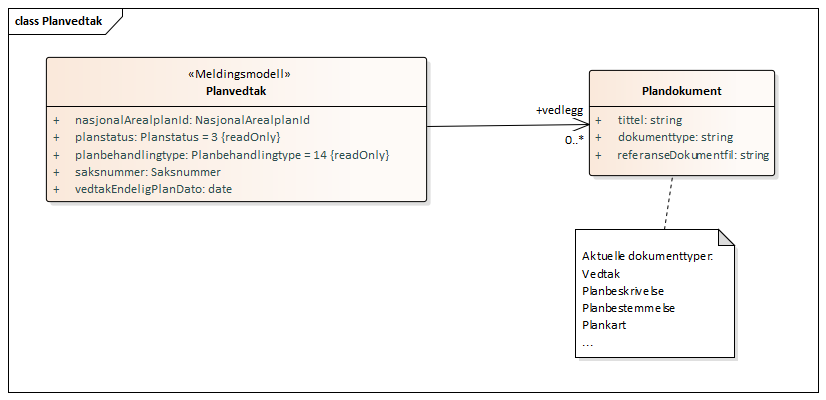 class Planvedtak
«Meldingsmodell»
Planvedtak
+ nasjonalArealplanId: NasjonalArealplanId
+ planstatus: Planstatus = 3 {readOnly}
+ planbehandlingtype: Planbehandlingtype = 14 {readOnly}
+ saksnummer: Saksnummer
+ vedtakEndeligPlanDato: date
+vedlegg
0..*
Plandokument
+ tittel: string
+ dokumenttype: string
+ referanseDokumentfil: string
Aktuelle dokumenttyper:
Vedtak
Planbeskrivelse
Planbestemmelse
Plankart
...